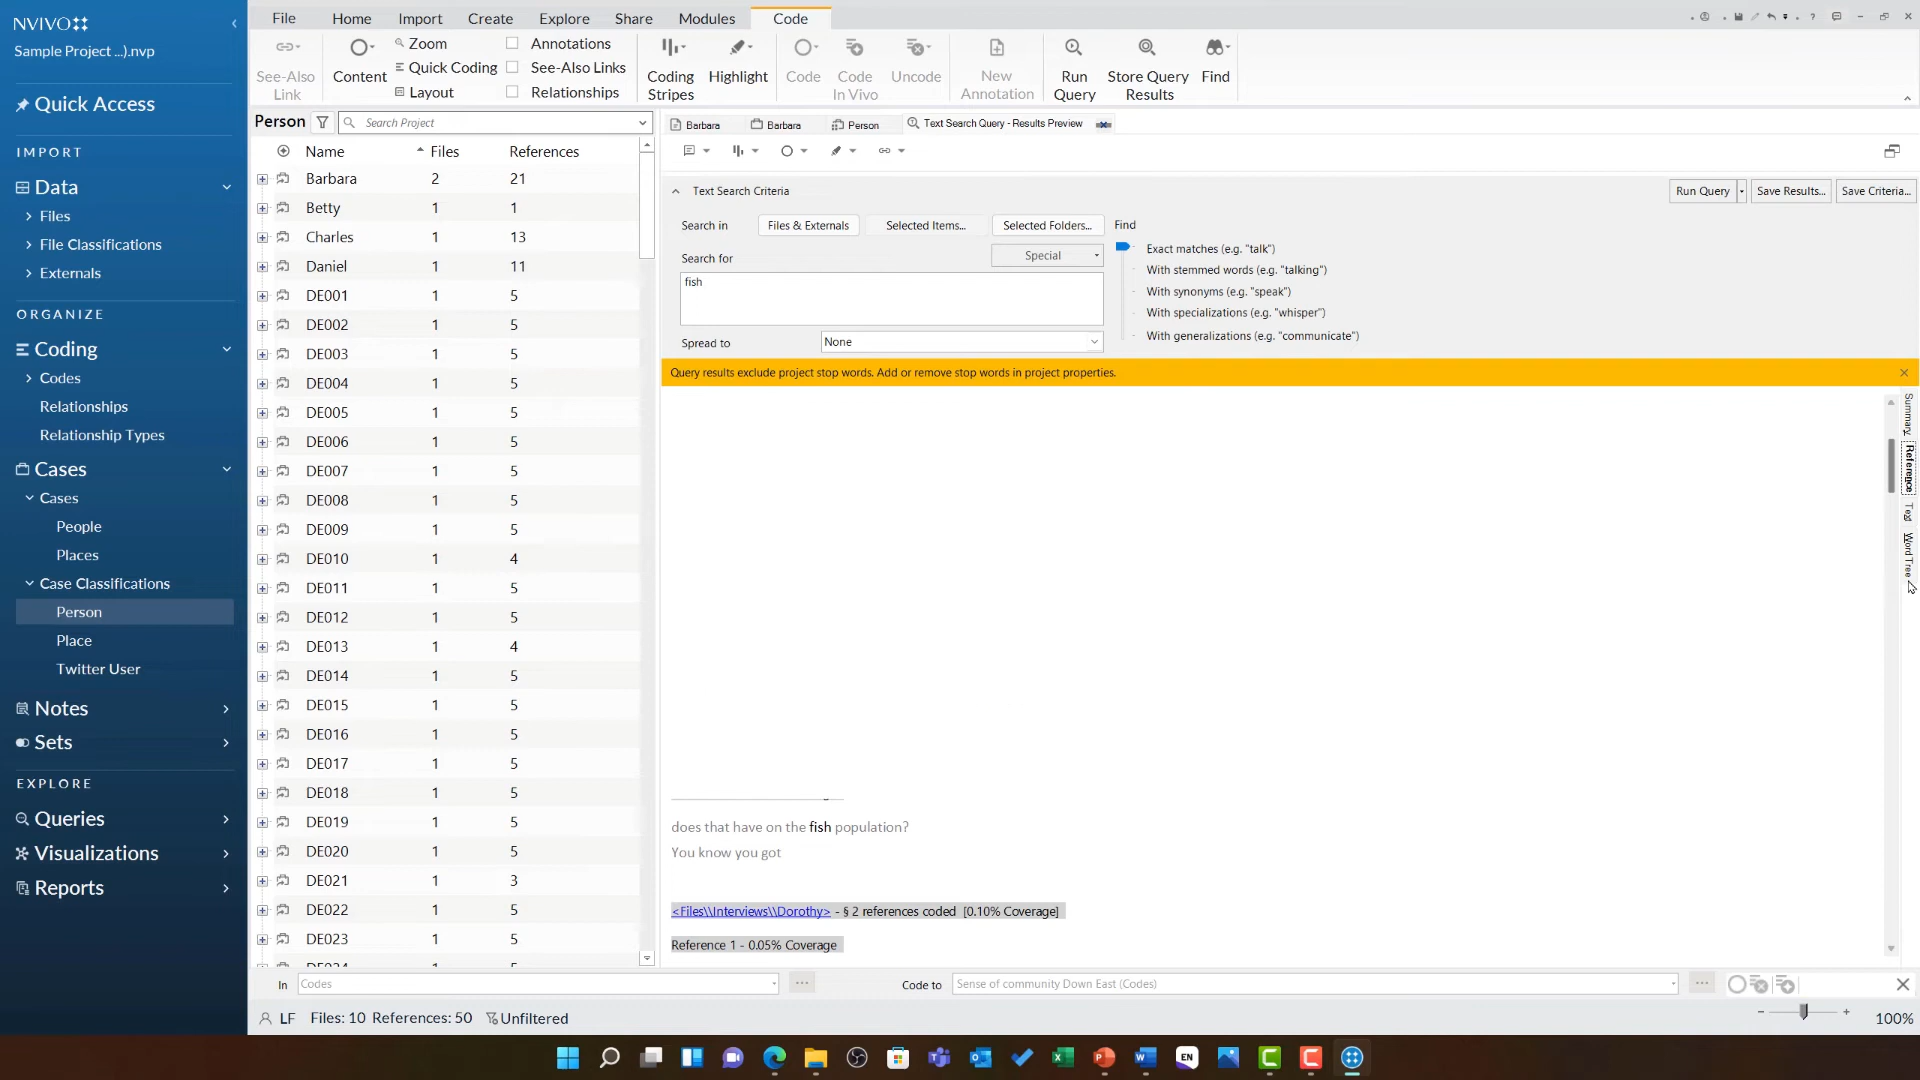 NVIVO
Sample Project ...).nvp
Quick Access
IMPORT
Data
Files
File Classifications
Externals
ORGANIZE
Coding
Codes
Relationships
Relationship Types
Cases
Cases
People
Places
Case Classifications
Person
Place
Twitter User
Notes
Sets
EXPLORE
Queries
Visualizations
Reports
File Home Import Create Explore Share Modules Code
See-Also Link
Content
Zoom
Quick Coding
Layout
Annotations
See-Also Links
Relationships
Coding Stripes
Highlight
Code
Code In Vivo
Uncode
New Annotation
Run Query
Store Query Results
Find
Person Search Project
Name Files References
Barbara 2 21
Betty 1 1
Charles 1 13
Daniel 1 11
DE001 1 5
DE002 1 5
DE003 1 5
DE004 1 5
DE005 1 5
DE006 1 5
DE007 1 5
DE008 1 5
DE009 1 5
DE010 1 4
DE011 1 5
DE012 1 5
DE013 1 4
DE014 1 5
DE015 1 5
DE016 1 5
DE017 1 5
DE018 1 5
DE019 1 5
DE020 1 5
DE021 1 3
DE022 1 5
DE023 1 5
Barbara Barbara Person Text Search Query - Results Preview
Text Search Criteria Run Query Save Results... Save Criteria...
Search in Files & Externals Selected Items... Selected Folders... Find
Search for Special
fish
Spread to None
Exact matches (e.g. "talk")
With stemmed words (e.g. "talking")
With synonyms (e.g. "speak")
With specializations (e.g. "whisper")
With generalizations (e.g. "communicate")
Query results exclude project stop words. Add or remove stop words in project properties.
Summary
Reference
Text
Word Tree
does that have on the fish population?
You know you got
<Files\\Interviews\\Dorothy> - § 2 references coded [0.10% Coverage]
Reference 1 - 0.05% Coverage
In Codes ... Code to Sense of community Down East (Codes) ...
LF Files: 10 References: 50 Unfiltered 100%
EN